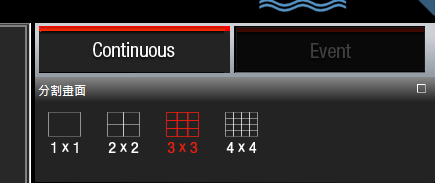 Continuous Event
分割畫面
1 x 1 2 x 2 3 x 3 4 x 4